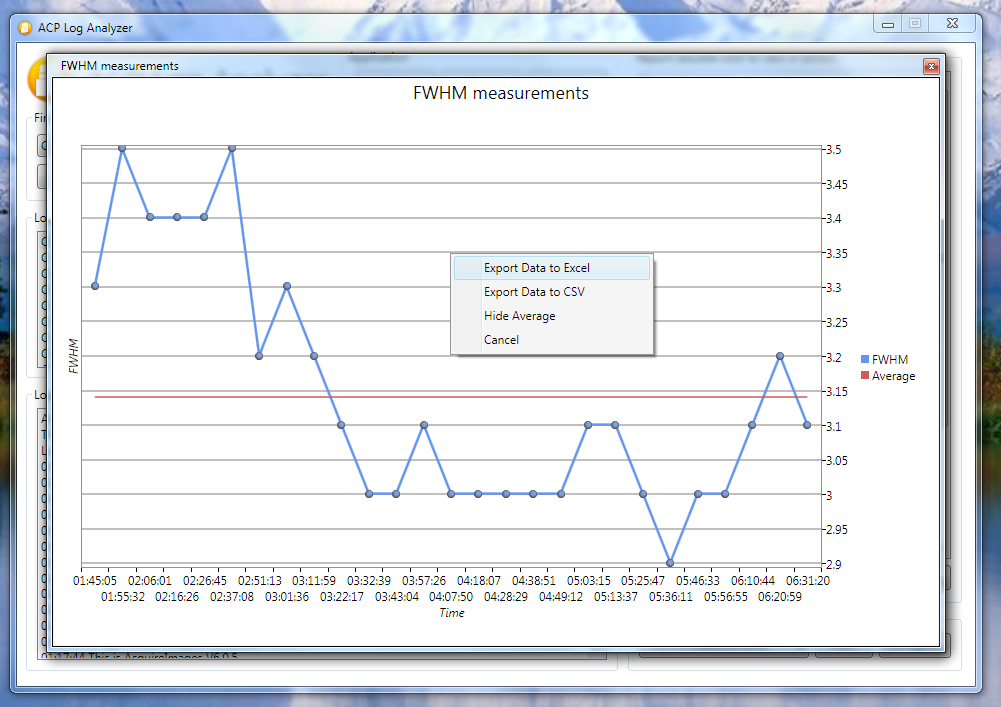 ACP Log Analyzer
FWHM measurements
FWHM measurements
3.5
3.45
3.4
3.35
3.3
3.25
3.2
3.15
3.1
3.05
3
2.95
2.9
Export Data to Excel
Export Data to CSV
Hide Average
Cancel
FWHM
FWHM
Average
01:45:05 02:06:01 02:26:45 02:51:13 03:11:59 03:32:39 03:57:26 04:18:07 04:38:51 05:03:15 05:25:47 05:46:33 06:10:44 06:31:20
01:55:32 02:16:26 02:37:08 03:01:36 03:22:17 03:43:04 04:07:50 04:28:29 04:49:12 05:13:37 05:36:11 05:56:55 06:20:59
Time
01:17:44 This is AcquireImages V6.0.5